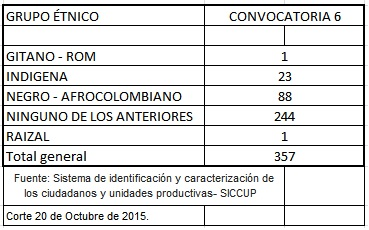 GRUPO ÉTNICO CONVOCATORIA 6
GITANO - ROM 1
INDIGENA 23
NEGRO - AFROCOLOMBIANO 88
NINGUNO DE LOS ANTERIORES 244
RAIZAL 1
Total general 357
Fuente: Sistema de identificación y caracterización de
los ciudadanos y unidades productivas- SICCUP
Corte 20 de Octubre de 2015.